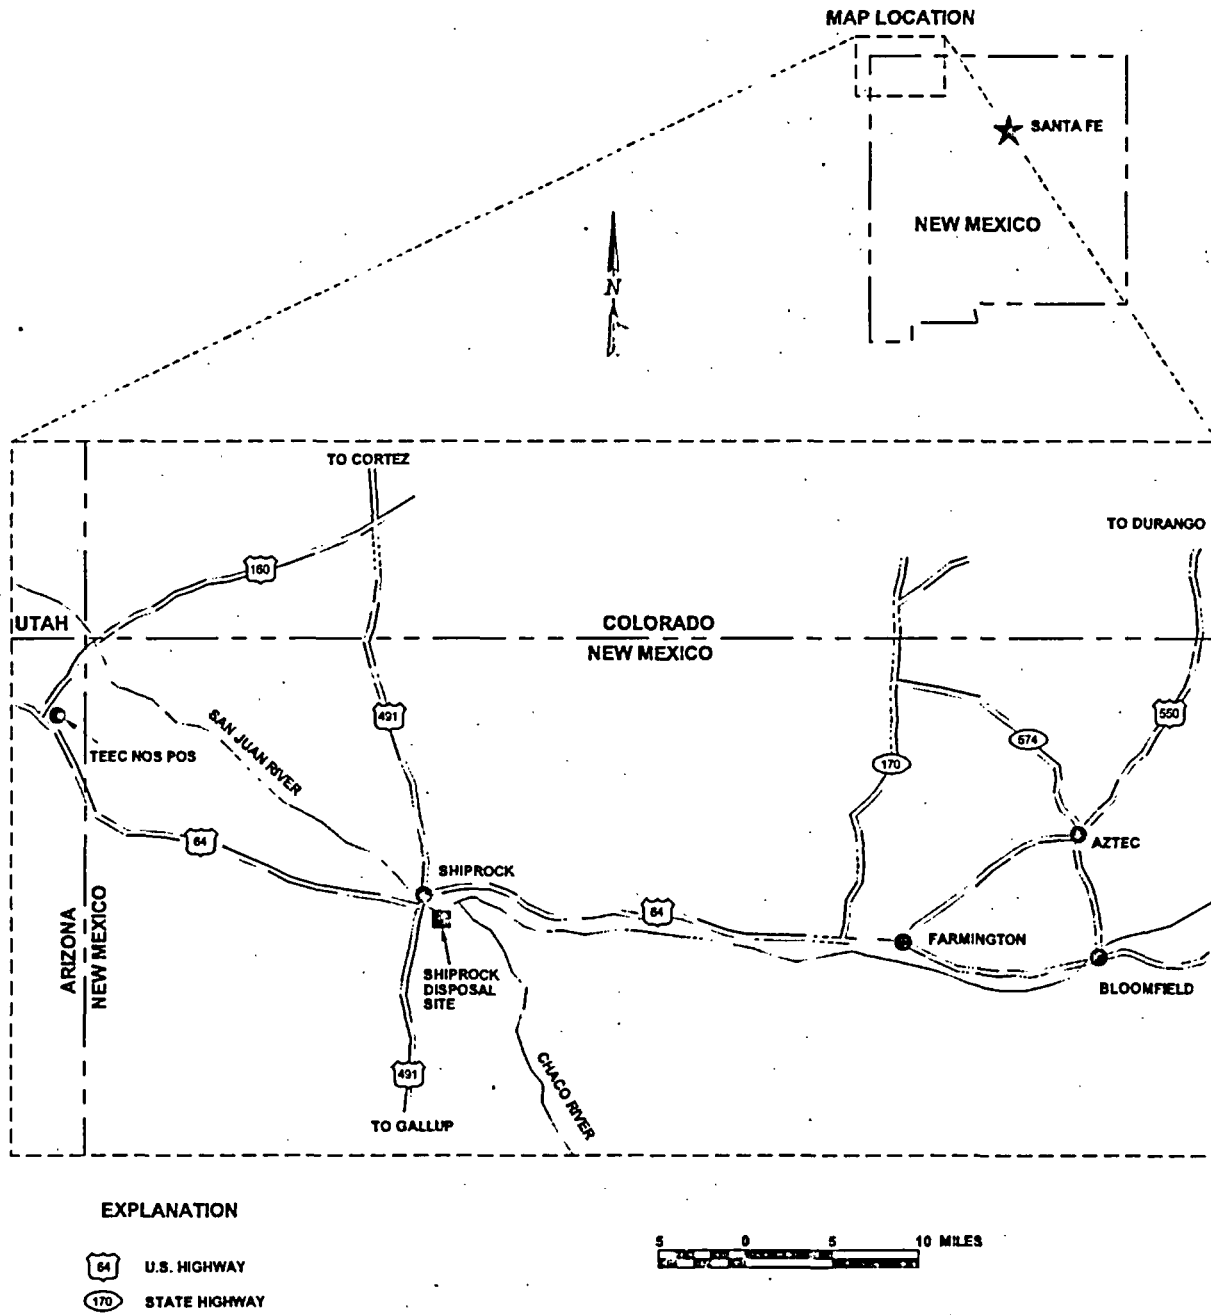 MAP LOCATION
SANTA FE
NEW MEXICO
N
TO CORTEZ
TO DURANGO
160
UTAH
COLORADO
NEW MEXICO
491
550
SAN JUAN RIVER
574
TEEC NOS POS
170
64
AZTEC
SHIPROCK
64
FARMINGTON
ARIZONA
NEW MEXICO
SHIPROCK
DISPOSAL
SITE
BLOOMFIELD
491
CHACO RIVER
TO GALLUP
EXPLANATION
5 0 5 10 MILES
64 U.S. HIGHWAY
170 STATE HIGHWAY